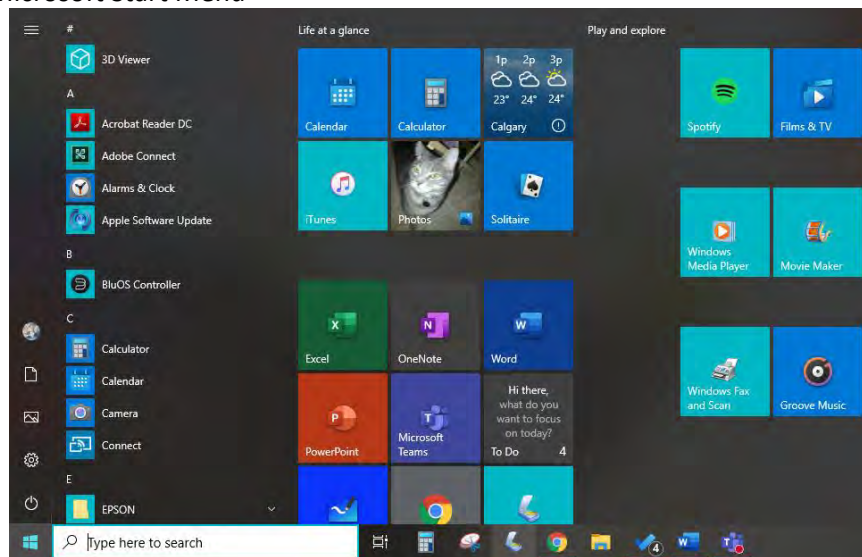 Microsoft Start Menu
#
3D Viewer
A
Acrobat Reader DC
Adobe Connect
Alarms & Clock
Apple Software Update
B
BluOS Controller
C
Calculator
Calendar
Camera
Connect
E
EPSON
Life at a glance
Calendar
Calculator
1p 2p 3p
23° 24° 24°
Calgary
iTunes
Photos
Solitaire
Excel
OneNote
Word
PowerPoint
Microsoft
Teams
Hi there,
what do you
want to focus
on today?
To Do 4
Play and explore
Spotify
Films & TV
Windows
Media Player
Movie Maker
Windows Fax
and Scan
Groove Music
Type here to search
4